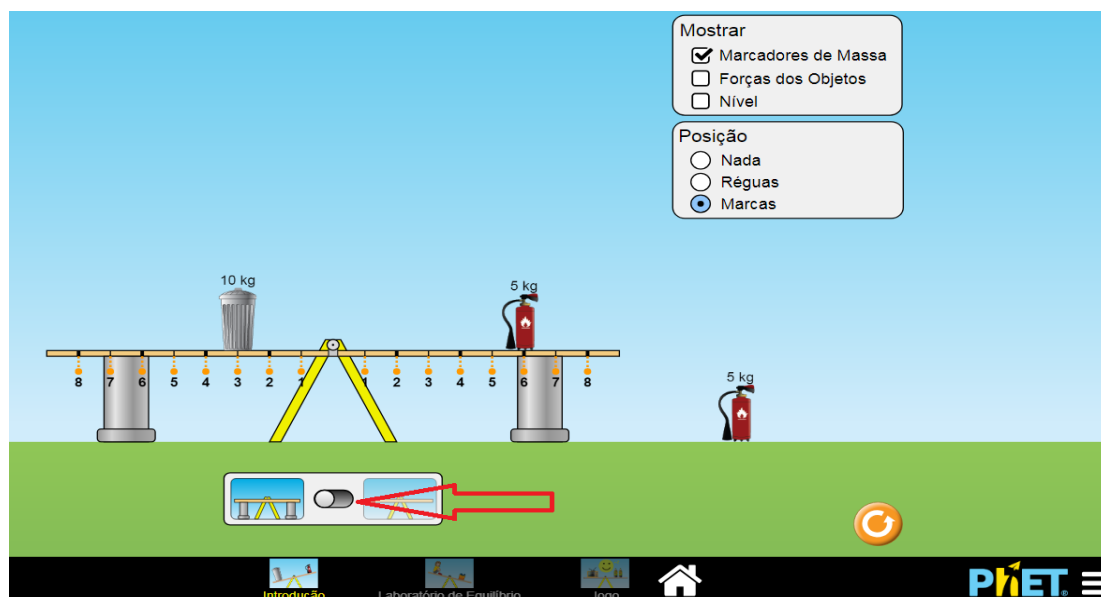 Mostrar
Marcadores de Massa
Forças dos Objetos
Nível
Posição
Nada
Réguas
Marcas
10 kg
5 kg
8 7 6 5 4 3 2 1 1 2 3 4 5 6 7 8
5 kg
Introdução Laboratório de Equilíbrio Jogo
PhET